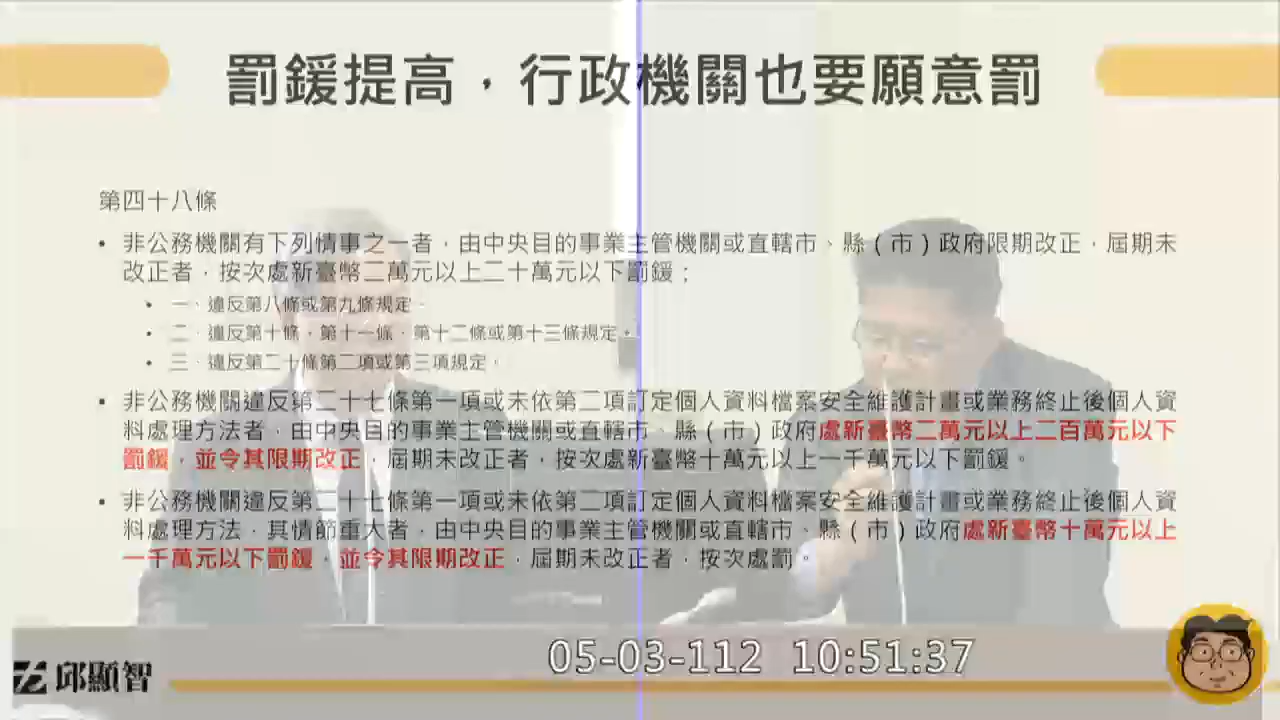 罰鍰提高，行政機關也要願意罰
第四十八條
• 非公務機關有下列情事之一者，由中央目的事業主管機關或直轄市、縣（市）政府限期改正，屆期未
改正者，按次處新臺幣二萬元以上二十萬元以下罰鍰：
• 一、違反第八條或第九條規定。
• 二、違反第十條、第十一條、第十二條或第十三條規定。
• 三、違反第二十條第二項或第三項規定。
• 非公務機關違反第二十七條第一項或未依第二項訂定個人資料檔案安全維護計畫或業務終止後個人資
料處理方法者，由中央目的事業主管機關或直轄市、縣（市）政府處新臺幣二萬元以上二百萬元以下
罰鍰，並令其限期改正，屆期未改正者，按次處新臺幣十萬元以上一千萬元以下罰鍰。
• 非公務機關違反第二十七條第一項或未依第二項訂定個人資料檔案安全維護計畫或業務終止後個人資
料處理方法，其情節重大者，由中央目的事業主管機關或直轄市、縣（市）政府處新臺幣十萬元以上
一千萬元以下罰鍰，並令其限期改正，屆期未改正者，按次處罰。
05-03-112 10:51:37
邱顯智